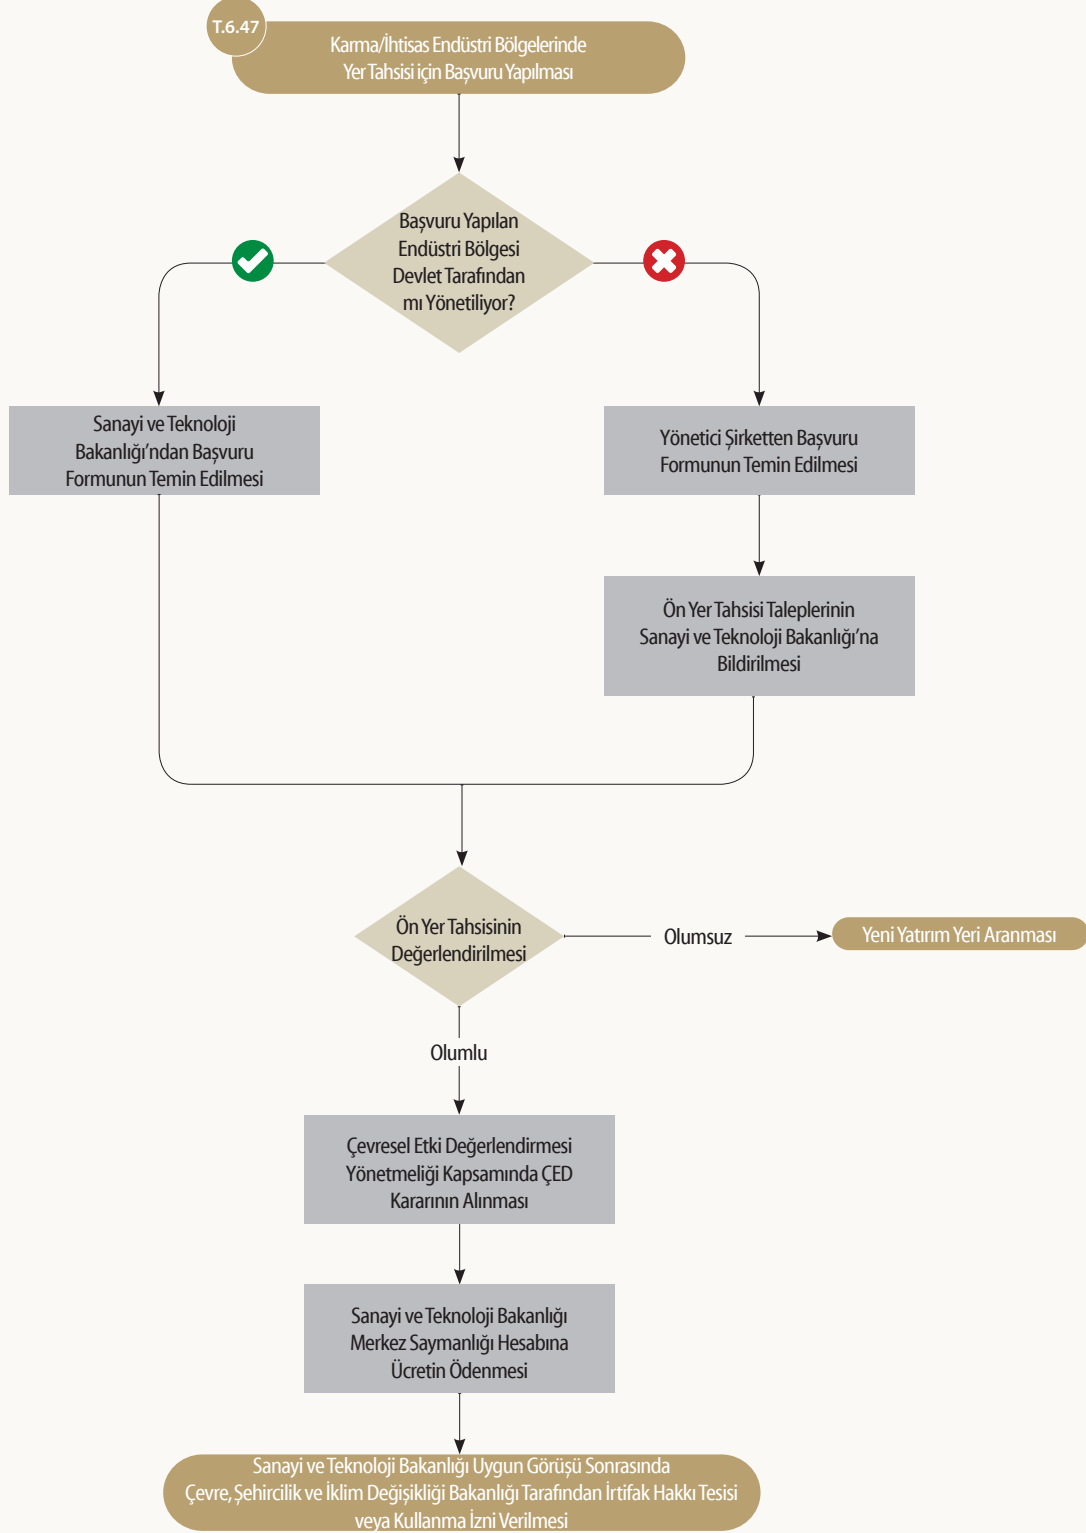 T.6.47
Karma/İhtisas Endüstri Bölgelerinde
Yer Tahsisi için Başvuru Yapılması
Başvuru Yapılan
Endüstri Bölgesi
Devlet Tarafından
mı Yönetiliyor?
Sanayi ve Teknoloji
Bakanlığı’ndan Başvuru
Formunun Temin Edilmesi
Yönetici Şirketten Başvuru
Formunun Temin Edilmesi
Ön Yer Tahsisi Taleplerinin
Sanayi ve Teknoloji Bakanlığı’na
Bildirilmesi
Ön Yer Tahsisinin
Değerlendirilmesi
Olumsuz
Yeni Yatırım Yeri Aranması
Olumlu
Çevresel Etki Değerlendirmesi
Yönetmeliği Kapsamında ÇED
Kararının Alınması
Sanayi ve Teknoloji Bakanlığı
Merkez Saymanlığı Hesabına
Ücretin Ödenmesi
Sanayi ve Teknoloji Bakanlığı Uygun Görüşü Sonrasında
Çevre, Şehircilik ve İklim Değişikliği Bakanlığı Tarafından İrtifak Hakkı Tesisi
veya Kullanma İzni Verilmesi